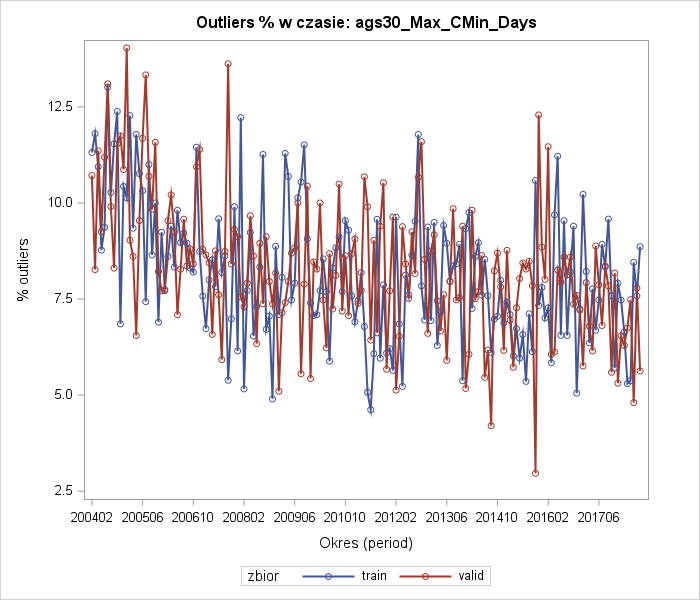 Outliers % w czasie: ags30_Max_CMin_Days
% outliers
12.5
10.0
7.5
5.0
2.5
200402 200506 200610 200802 200906 201010 201202 201306 201410 201602 201706
Okres (period)
zbior train valid